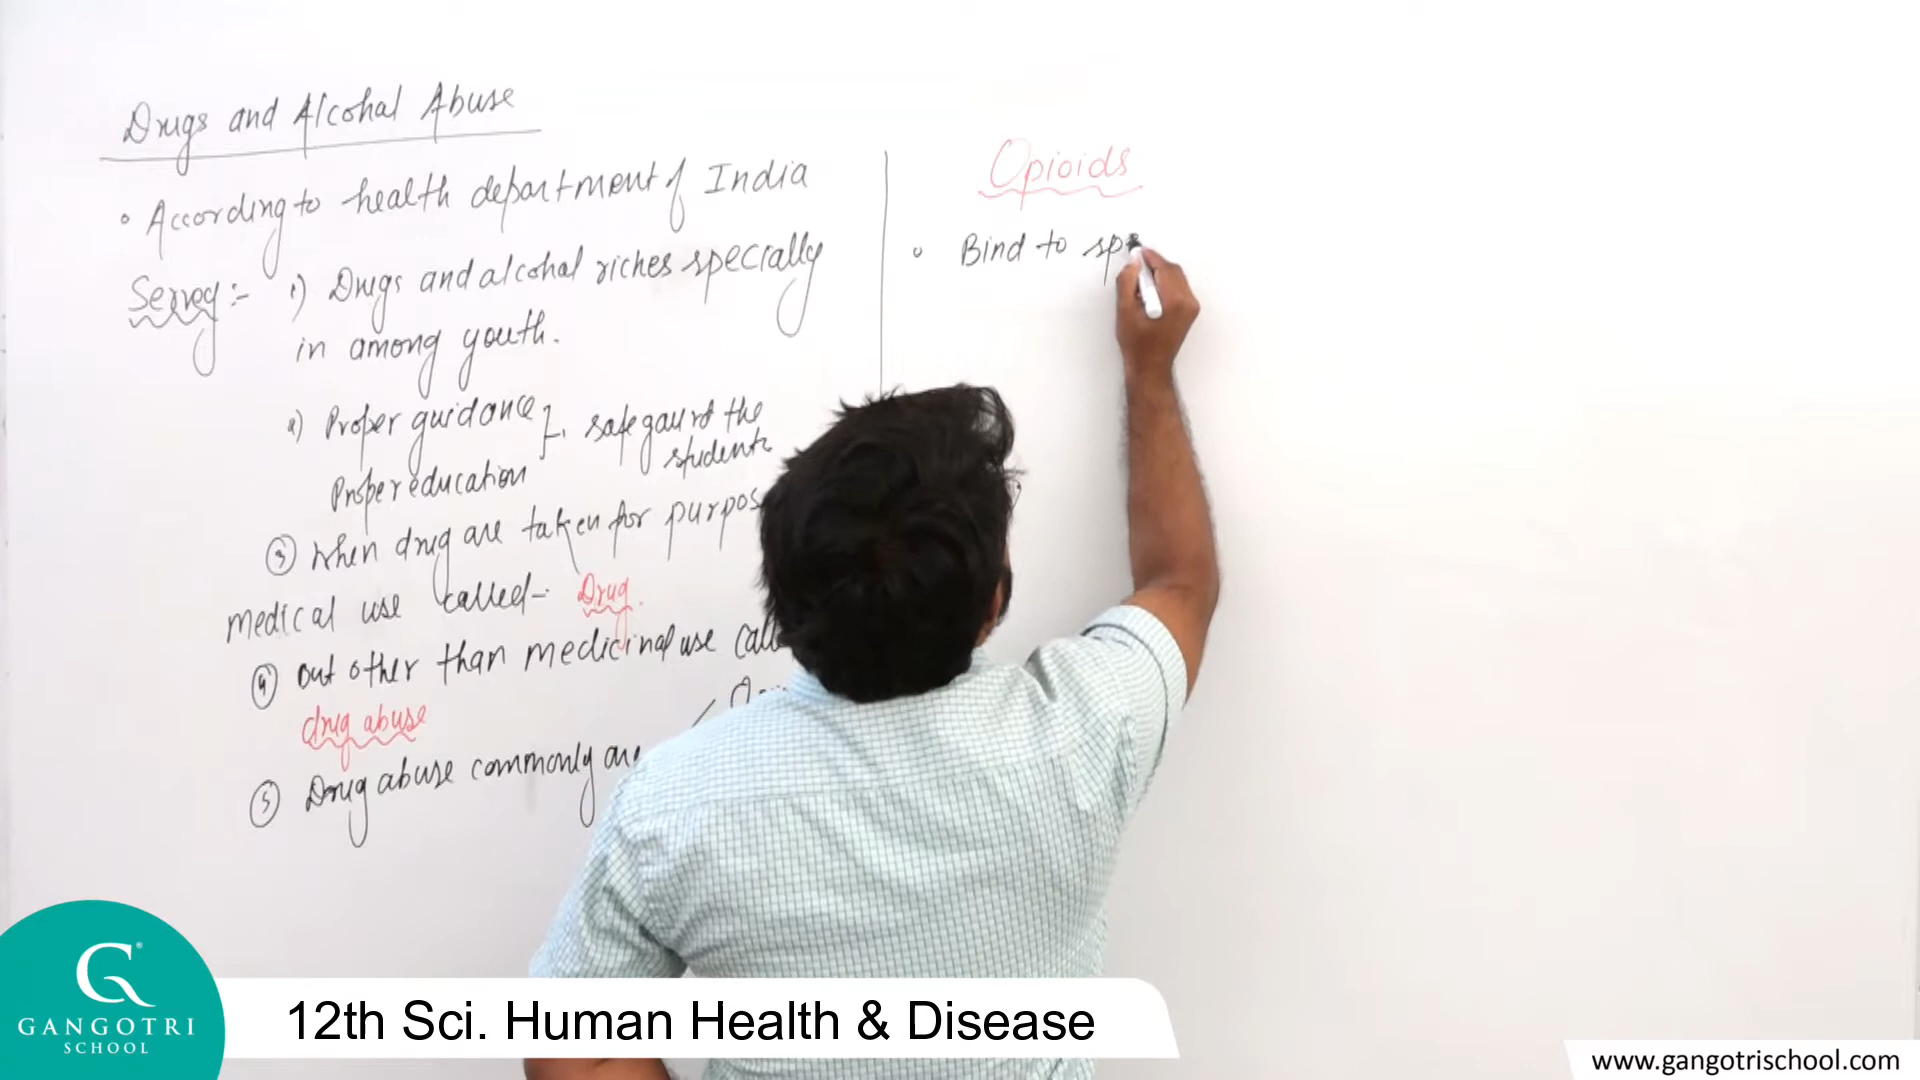 Drugs and Alcohal Abuse
• According to health department of India
Servey :- 1) Drugs and alcohal riches specially
in among youth.
2) Proper guidance
Proper education
], safegaurd the
students
③ When drug are taken for purpos
medical use called- Drug.
④ but other than medicinal use call
drug abuse
⑤ Drug abuse commonly are
Opioids
• Bind to sp
G®
GANGOTRI
SCHOOL
12th Sci. Human Health & Disease
www.gangotrischool.com